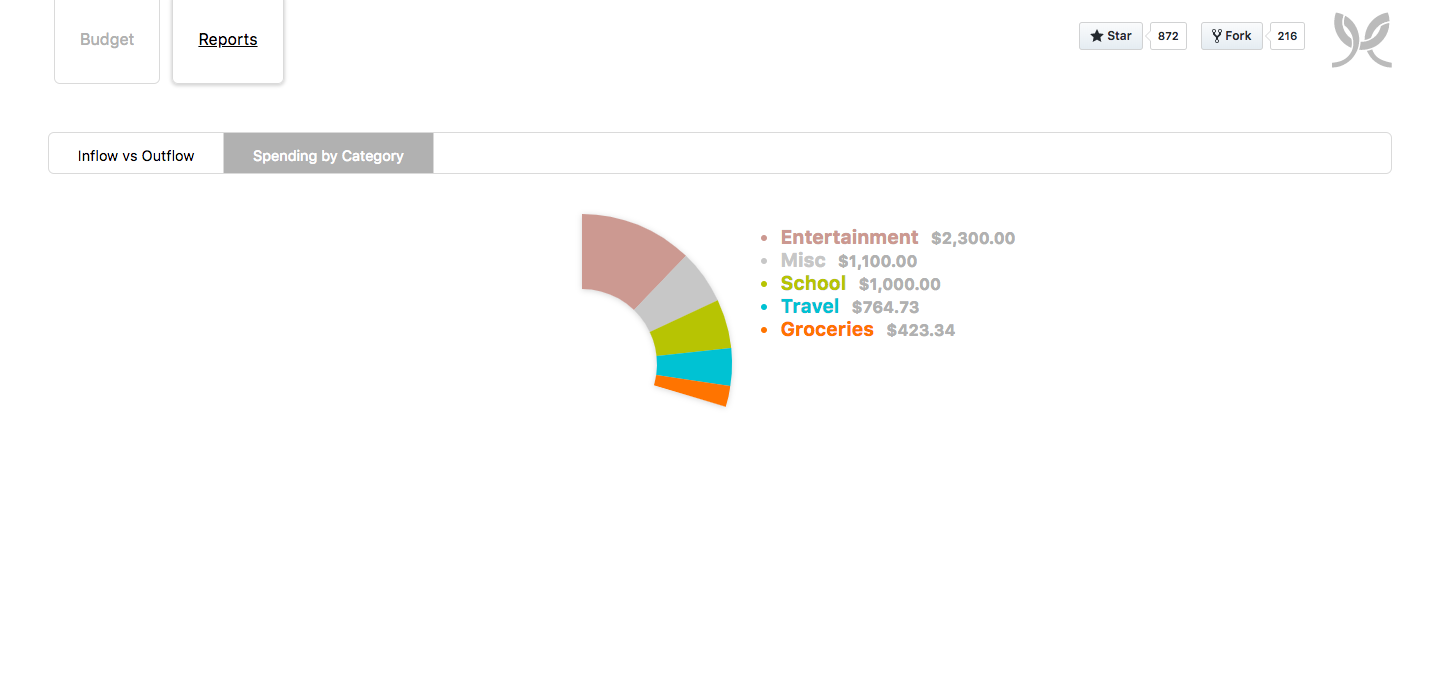 Budget
Reports
Star 872 Fork 216
Inflow vs Outflow
Spending by Category
Entertainment $2,300.00
Misc $1,100.00
School $1,000.00
Travel $764.73
Groceries $423.34